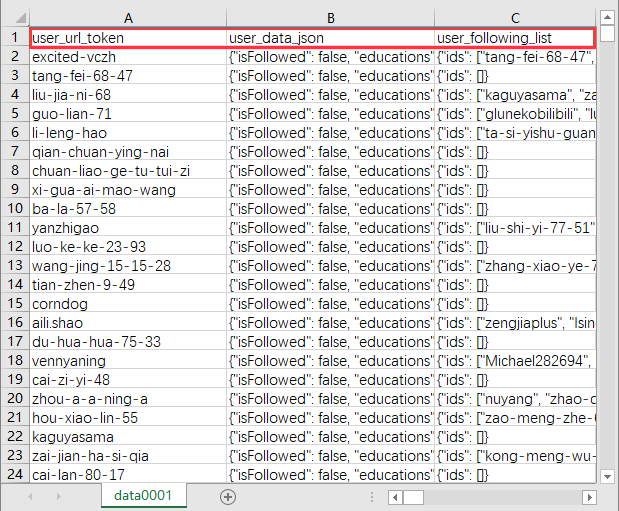 A B C
1 user_url_token user_data_json user_following_list
2 excited-vczh {"isFollowed": false, "educations" {"ids": ["tang-fei-68-47",
3 tang-fei-68-47 {"isFollowed": false, "educations" {"ids": []}
4 liu-jia-ni-68 {"isFollowed": false, "educations" {"ids": ["kaguyasama", "za
5 guo-lian-71 {"isFollowed": false, "educations" {"ids": ["glunekobilibili", "lu
6 li-leng-hao {"isFollowed": false, "educations" {"ids": ["ta-si-yishu-guan
7 qian-chuan-ying-nai {"isFollowed": false, "educations" {"ids": []}
8 chuan-liao-ge-tu-tui-zi {"isFollowed": false, "educations" {"ids": []}
9 xi-gua-ai-mao-wang {"isFollowed": false, "educations" {"ids": []}
10 ba-la-57-58 {"isFollowed": false, "educations" {"ids": []}
11 yanzhigao {"isFollowed": false, "educations" {"ids": ["liu-shi-yi-77-51"
12 luo-ke-ke-23-93 {"isFollowed": false, "educations" {"ids": []}
13 wang-jing-15-15-28 {"isFollowed": false, "educations" {"ids": ["zhang-xiao-ye-7
14 tian-zhen-9-49 {"isFollowed": false, "educations" {"ids": []}
15 corndog {"isFollowed": false, "educations" {"ids": []}
16 aili.shao {"isFollowed": false, "educations" {"ids": ["zengjiaplus", "lsin
17 du-hua-hua-75-33 {"isFollowed": false, "educations" {"ids": []}
18 vennyaning {"isFollowed": false, "educations" {"ids": ["Michael282694",
19 cai-zi-yi-48 {"isFollowed": false, "educations" {"ids": []}
20 zhou-a-a-ning-a {"isFollowed": false, "educations" {"ids": ["nuyang", "zhao-c
21 hou-xiao-lin-55 {"isFollowed": false, "educations" {"ids": ["zao-meng-zhe-6
22 kaguyasama {"isFollowed": false, "educations" {"ids": []}
23 zai-jian-ha-si-qia {"isFollowed": false, "educations" {"ids": ["kong-meng-wu-
24 cai-lan-80-17 {"isFollowed": false, "educations" {"ids": []}
data0001